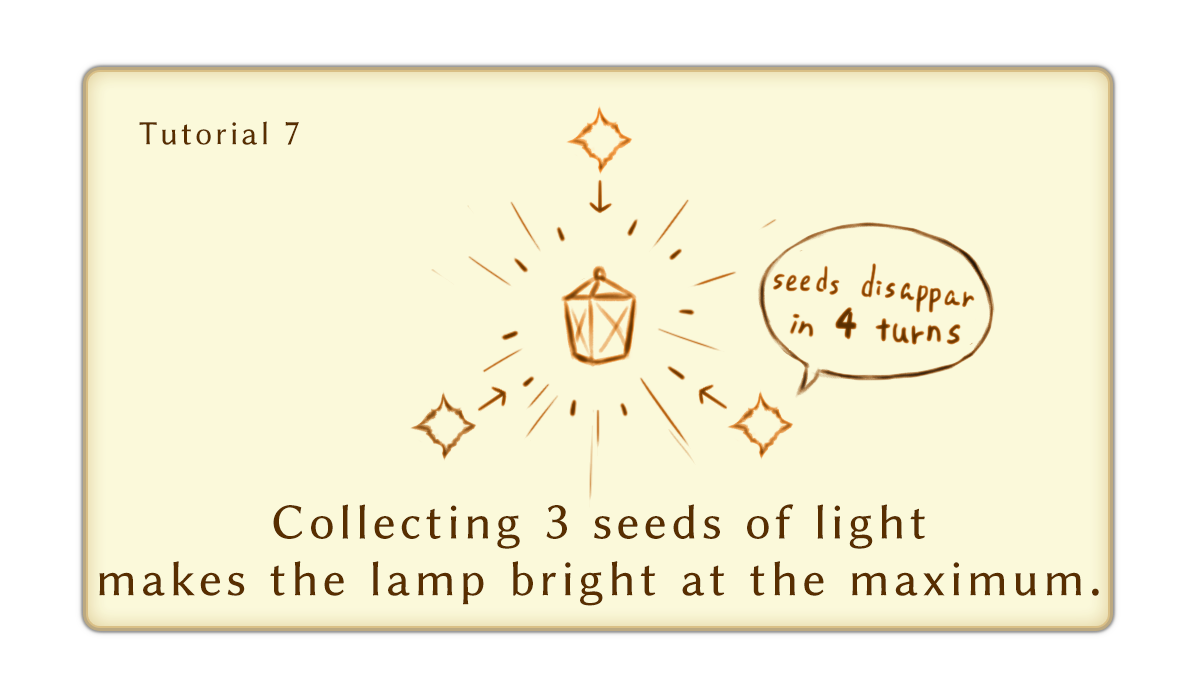 Tutorial 7
seeds disappar
in 4 turns
Collecting 3 seeds of light
makes the lamp bright at the maximum.